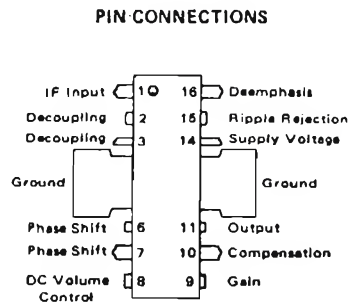 PIN CONNECTIONS
IF Input 1 16 Deemphasis
Decoupling 2 15 Ripple Rejection
Decoupling 3 14 Supply Voltage
Ground Ground
Phase Shift 6 11 Output
Phase Shift 7 10 Compensation
DC Volume Control 8 9 Gain